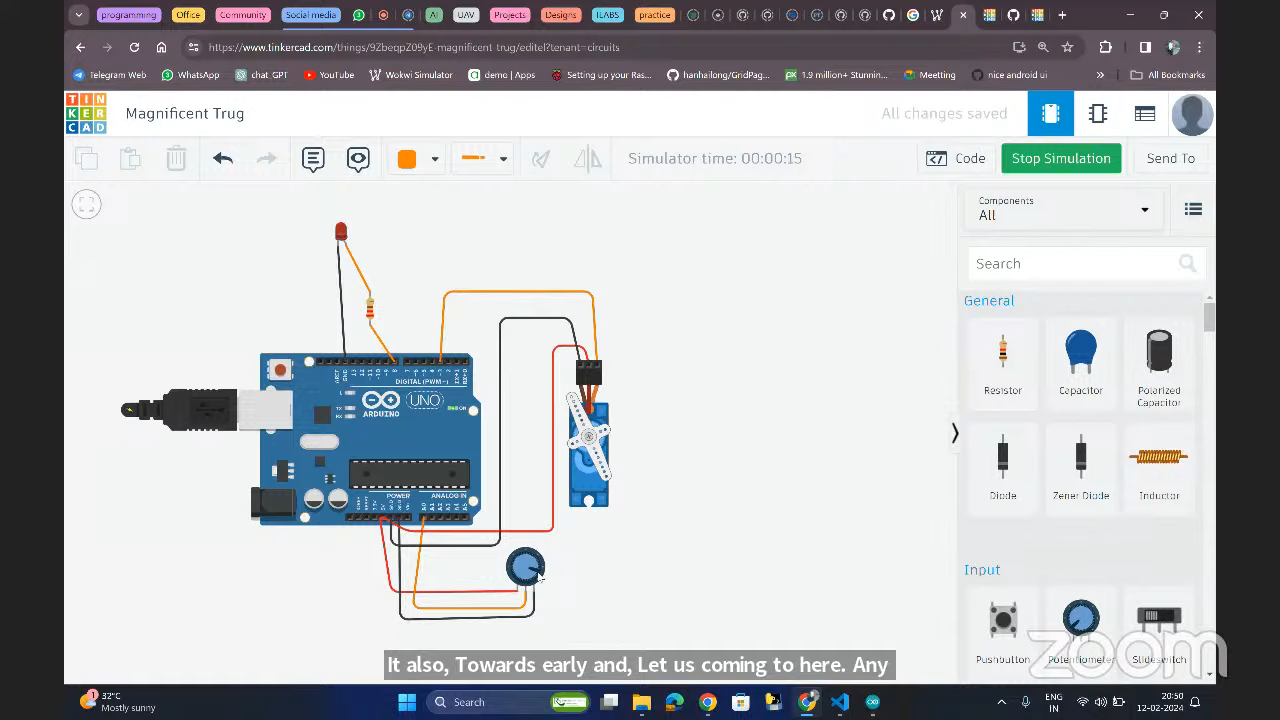 programming Office Community Social media AI UAV Projects Designs ILABS practice
https://www.tinkercad.com/things/9ZbeqpZ09yE-magnificent-trug/editel?tenant=circuits
Telegram Web WhatsApp chat_GPT YouTube Wokwi Simulator demo | Apps Setting up your Ras... hanhailong/GridPag... 1.9 million+ Stunnin... Meetting nice android ui » All Bookmarks
TIN
KER
CAD
Magnificent Trug
All changes saved
Simulator time: 00:00:15
Code
Stop Simulation
Send To
Components
All
Search
General
Resistor
Capacitor
Polarized
Capacitor
Diode
Zener Diode
Inductor
Input
Pushbutton
Potentiometer
Slideswitch
DIGITAL (PWM~)
UNO
ARDUINO
ON
POWER
ANALOG IN
zoom
It also, Towards early and, Let us coming to here. Any
1
32°C
Mostly sunny
Search
ENG
IN
20:50
12-02-2024